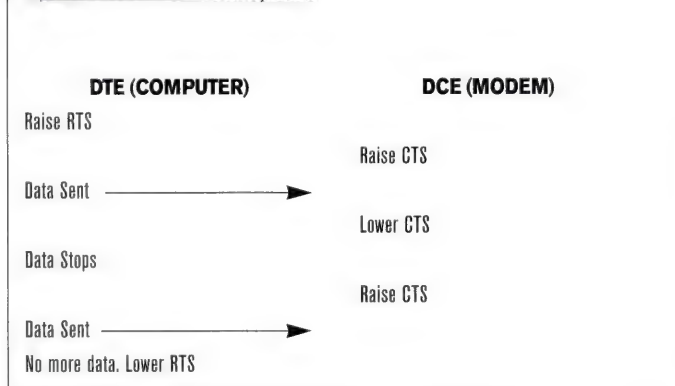 DTE (COMPUTER) DCE (MODEM)
Raise RTS
Raise CTS
Data Sent
Lower CTS
Data Stops
Raise CTS
Data Sent
No more data. Lower RTS